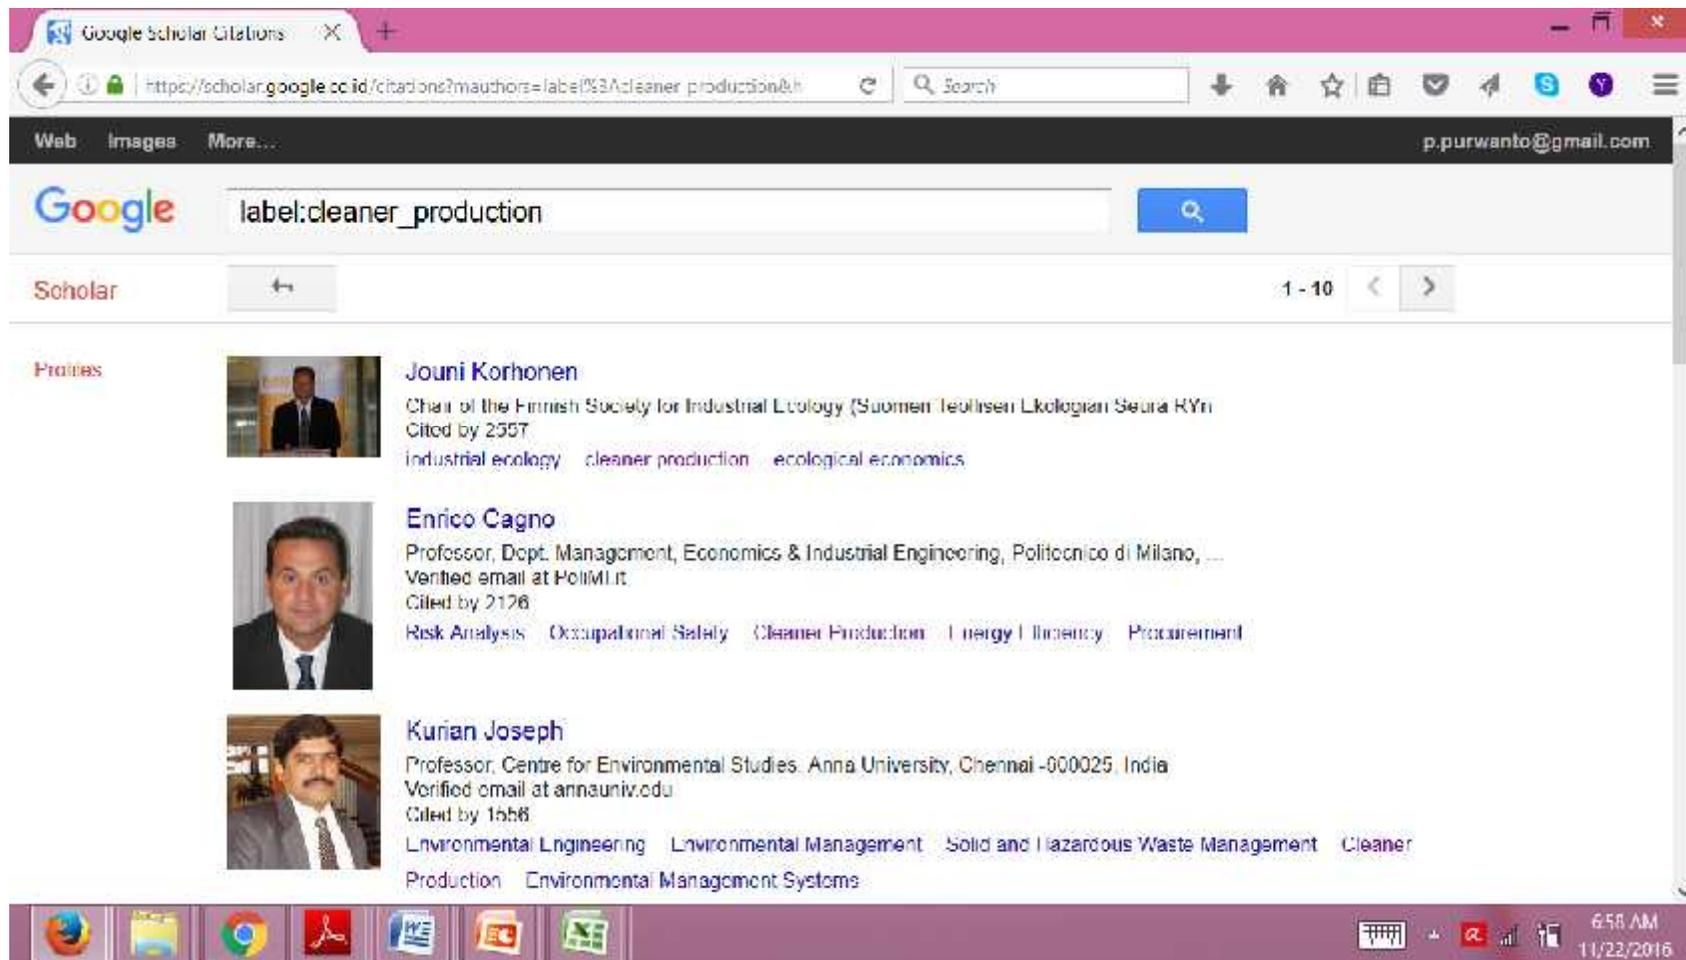 Google Scholar Citations
https://scholar.google.co.id/citations?mauthors=label%3Acleaner_production&h
Search
Web Images More...
p.purwanto@gmail.com
Google
label:cleaner_production
Scholar
1 - 10
Profiles
Jouni Korhonen
Chair of the Finnish Society for Industrial Ecology (Suomen Teollisen Ekologian Seura RYn
Cited by 2557
industrial ecology cleaner production ecological economics
Enrico Cagno
Professor, Dept. Management, Economics & Industrial Engineering, Politecnico di Milano, ...
Verified email at PoliMI.it
Cited by 2126
Risk Analysis Occupational Safety Cleaner Production Energy Efficiency Procurement
Kurian Joseph
Professor, Centre for Environmental Studies, Anna University, Chennai -600025, India
Verified email at annauniv.edu
Cited by 1556
Environmental Engineering Environmental Management Solid and Hazardous Waste Management Cleaner
Production Environmental Management Systems
6:58 AM
11/22/2016